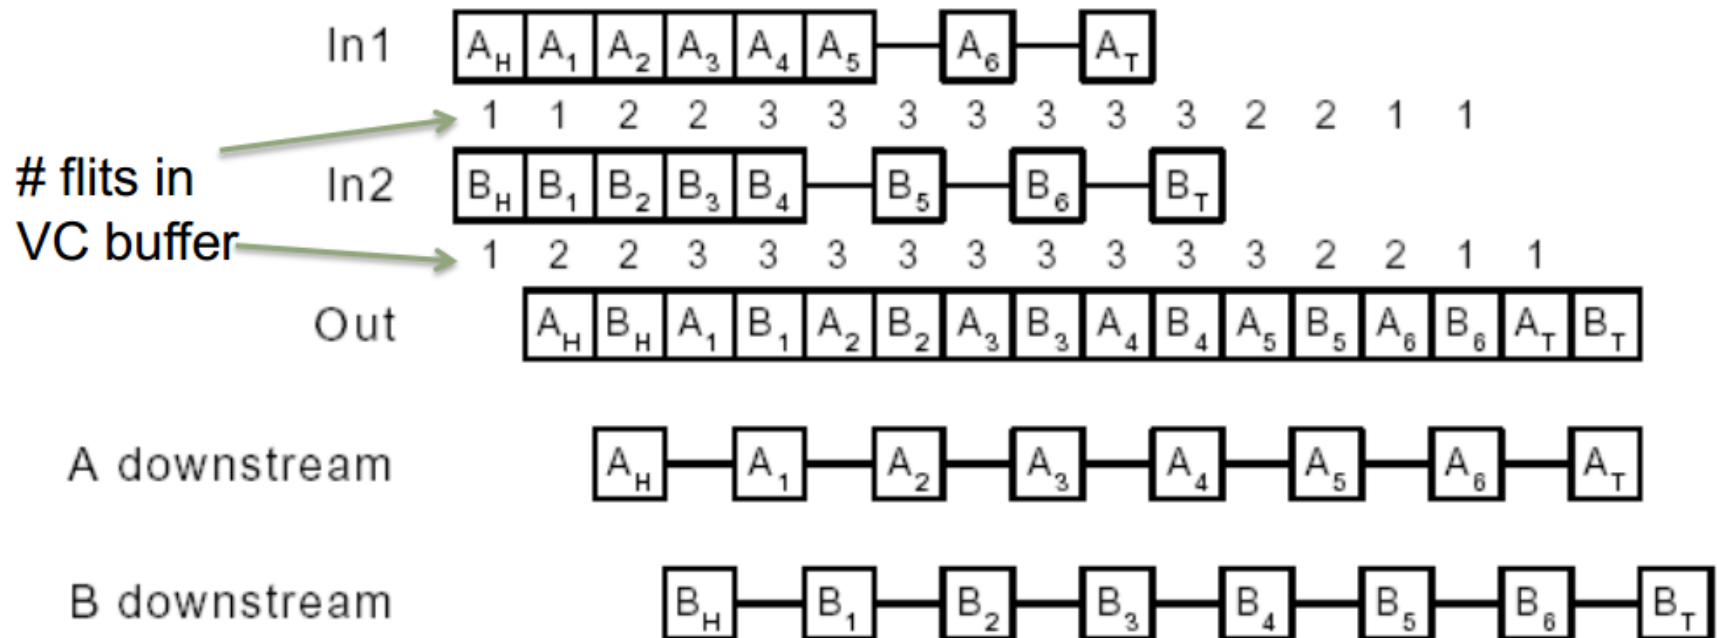 In1 A_H A_1 A_2 A_3 A_4 A_5 A_6 A_T
1 1 2 2 3 3 3 3 3 3 3 2 2 1 1
# flits in
VC buffer
In2 B_H B_1 B_2 B_3 B_4 B_5 B_6 B_T
1 2 2 3 3 3 3 3 3 3 3 3 2 2 1 1
Out A_H B_H A_1 B_1 A_2 B_2 A_3 B_3 A_4 B_4 A_5 B_5 A_6 B_6 A_T B_T
A downstream A_H A_1 A_2 A_3 A_4 A_5 A_6 A_T
B downstream B_H B_1 B_2 B_3 B_4 B_5 B_6 B_T